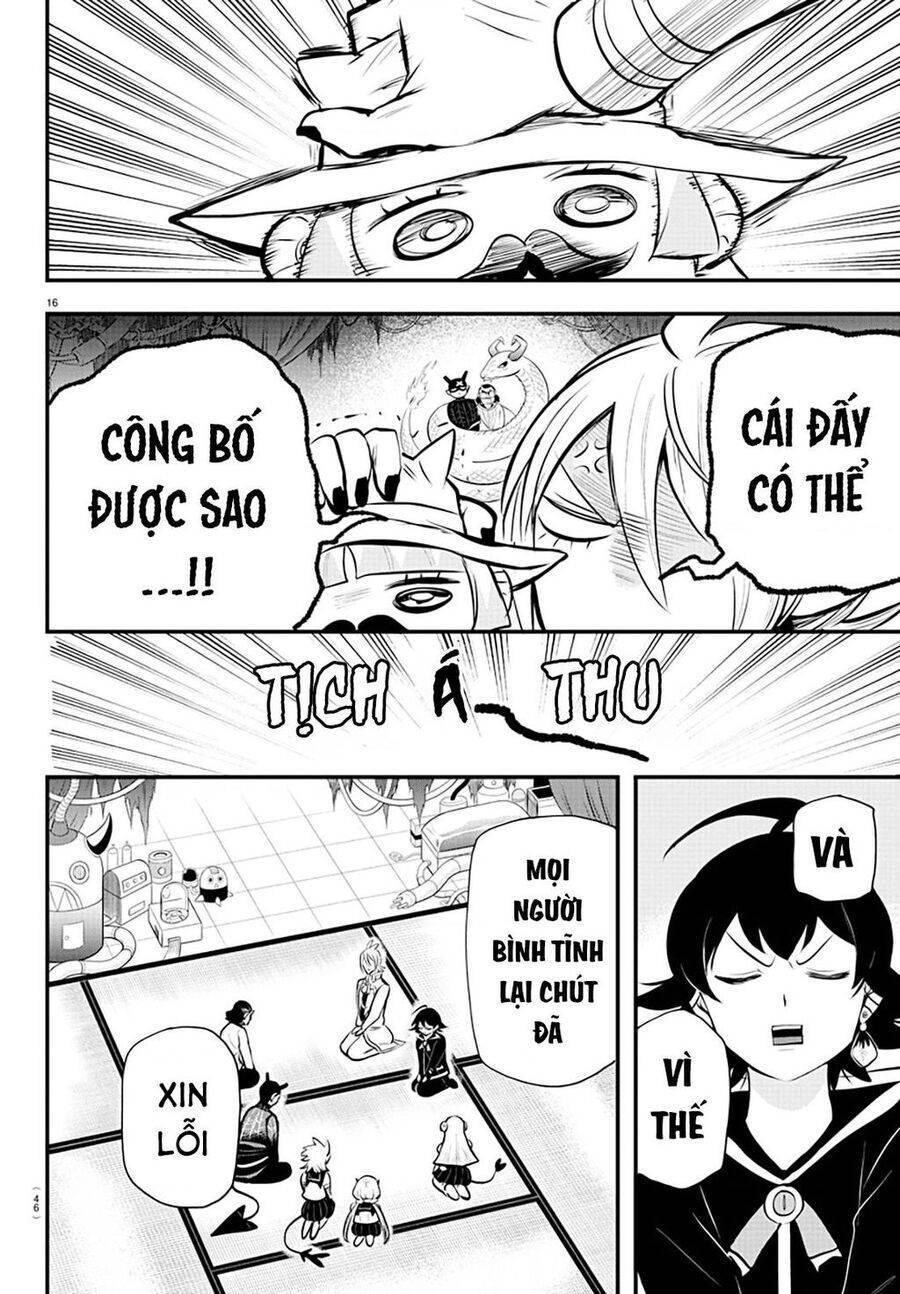 16
CÁI ĐẤY
CÓ THỂ
CÔNG BỐ
ĐƯỢC SAO
...!!
TỊCH Á THU
VÀ
VÌ
THẾ
MỌI
NGƯỜI
BÌNH TĨNH
LẠI CHÚT
ĐÃ
XIN
LỖI
(46)